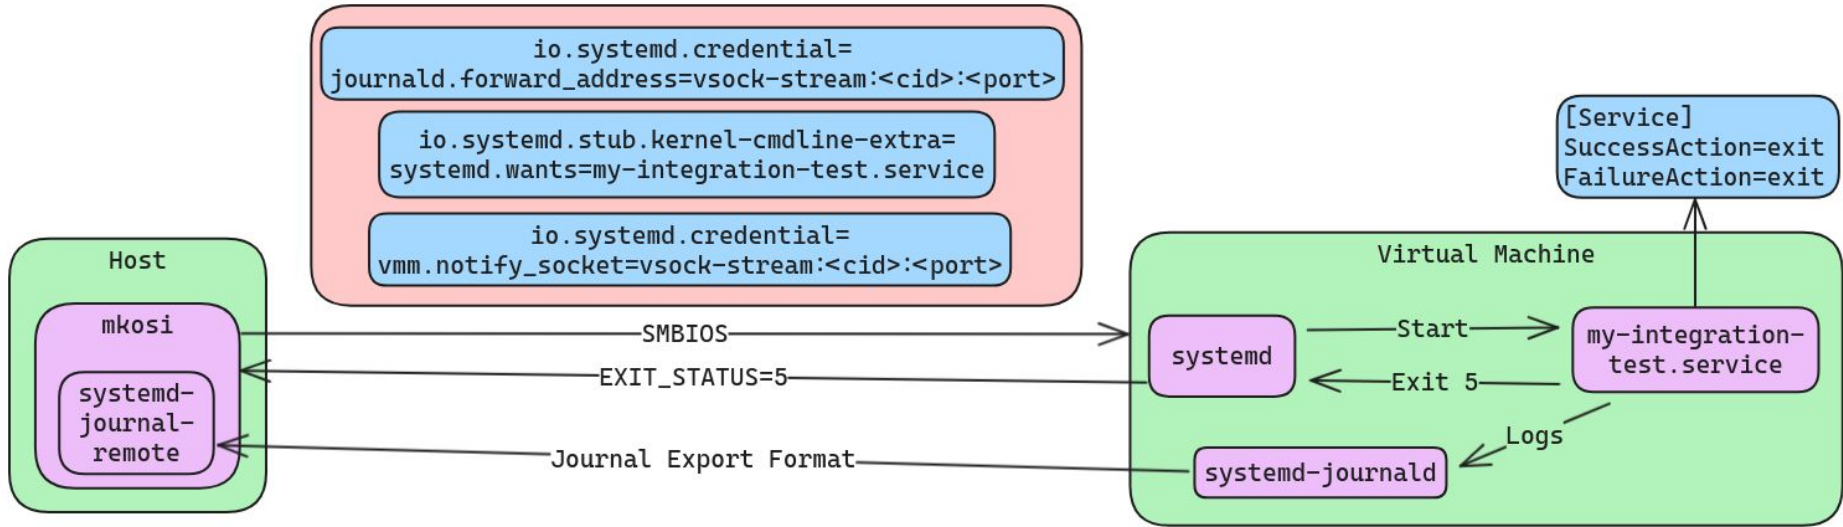 io.systemd.credential=
journald.forward_address=vsock-stream:<cid>:<port>
io.systemd.stub.kernel-cmdline-extra=
systemd.wants=my-integration-test.service
io.systemd.credential=
vmm.notify_socket=vsock-stream:<cid>:<port>
[Service]
SuccessAction=exit
FailureAction=exit
Host
mkosi
systemd-
journal-
remote
SMBIOS
EXIT_STATUS=5
Journal Export Format
Virtual Machine
systemd
Start
Exit 5
my-integration-
test.service
Logs
systemd-journald